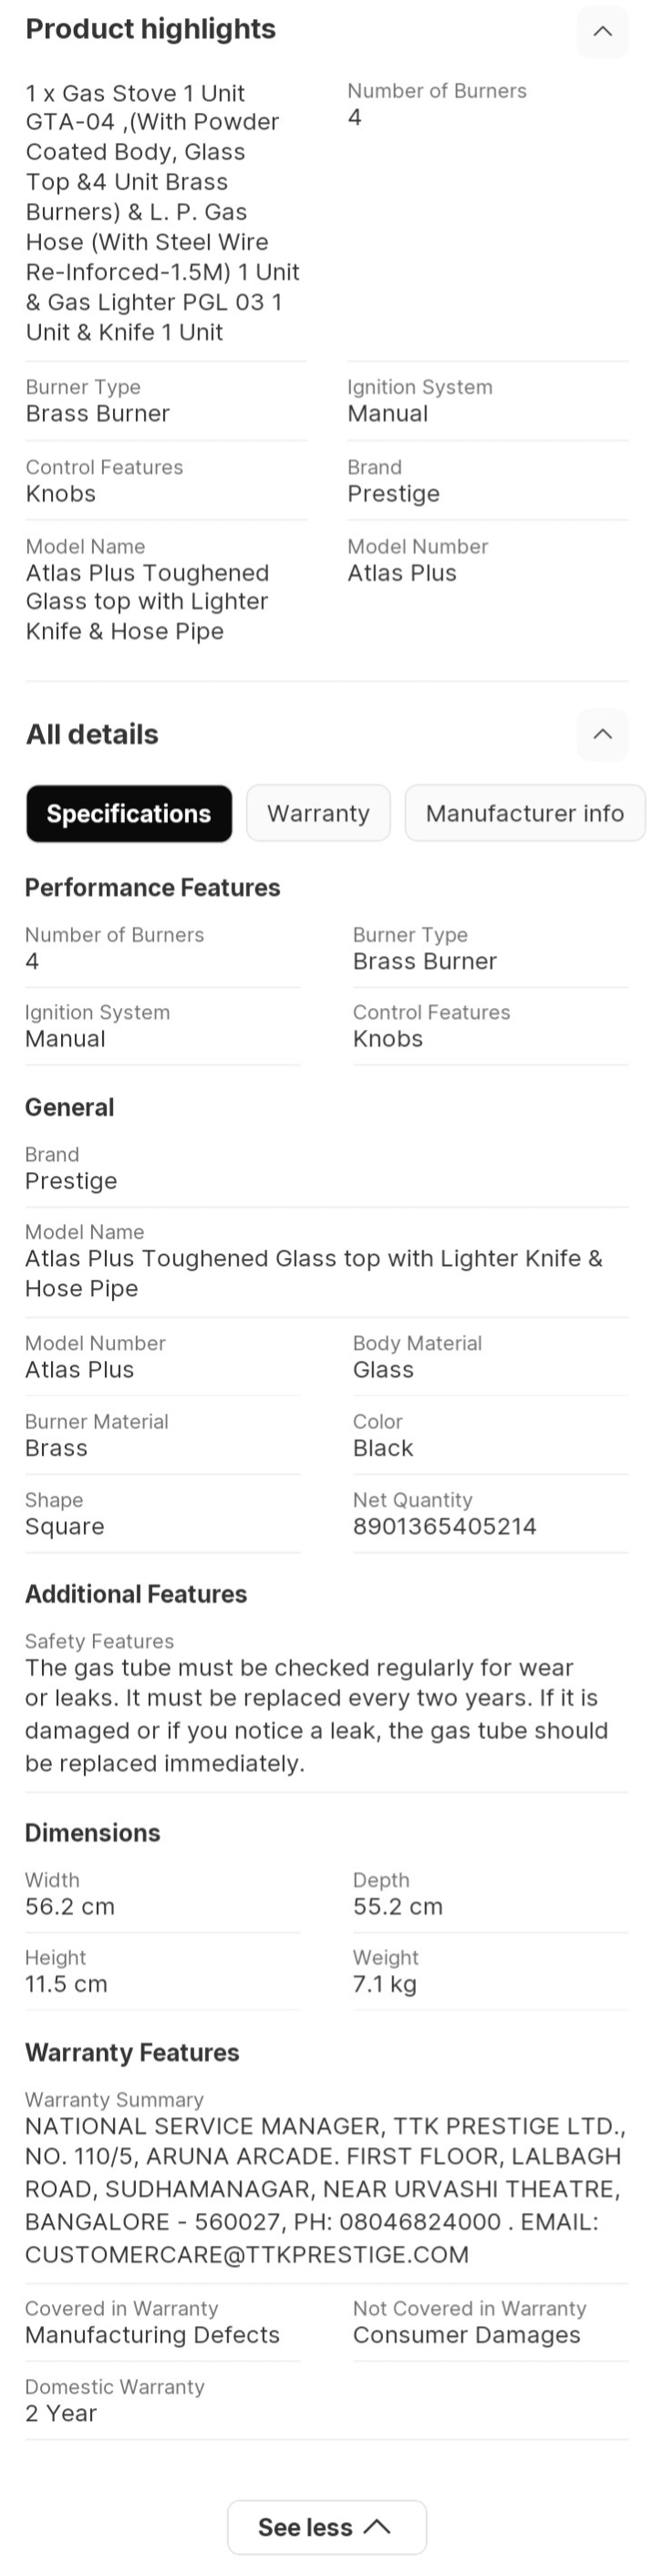 Product highlights
1 x Gas Stove 1 Unit
GTA-04 ,(With Powder
Coated Body, Glass
Top &4 Unit Brass
Burners) & L. P. Gas
Hose (With Steel Wire
Re-Inforced-1.5M) 1 Unit
& Gas Lighter PGL 03 1
Unit & Knife 1 Unit
Number of Burners
4
Burner Type
Brass Burner
Ignition System
Manual
Control Features
Knobs
Brand
Prestige
Model Name
Atlas Plus Toughened
Glass top with Lighter
Knife & Hose Pipe
Model Number
Atlas Plus
All details
Specifications
Warranty
Manufacturer info
Performance Features
Number of Burners
4
Burner Type
Brass Burner
Ignition System
Manual
Control Features
Knobs
General
Brand
Prestige
Model Name
Atlas Plus Toughened Glass top with Lighter Knife &
Hose Pipe
Model Number
Atlas Plus
Body Material
Glass
Burner Material
Brass
Color
Black
Shape
Square
Net Quantity
8901365405214
Additional Features
Safety Features
The gas tube must be checked regularly for wear
or leaks. It must be replaced every two years. If it is
damaged or if you notice a leak, the gas tube should
be replaced immediately.
Dimensions
Width
56.2 cm
Depth
55.2 cm
Height
11.5 cm
Weight
7.1 kg
Warranty Features
Warranty Summary
NATIONAL SERVICE MANAGER, TTK PRESTIGE LTD.,
NO. 110/5, ARUNA ARCADE. FIRST FLOOR, LALBAGH
ROAD, SUDHAMANAGAR, NEAR URVASHI THEATRE,
BANGALORE - 560027, PH: 08046824000 . EMAIL:
CUSTOMERCARE@TTKPRESTIGE.COM
Covered in Warranty
Manufacturing Defects
Not Covered in Warranty
Consumer Damages
Domestic Warranty
2 Year
See less